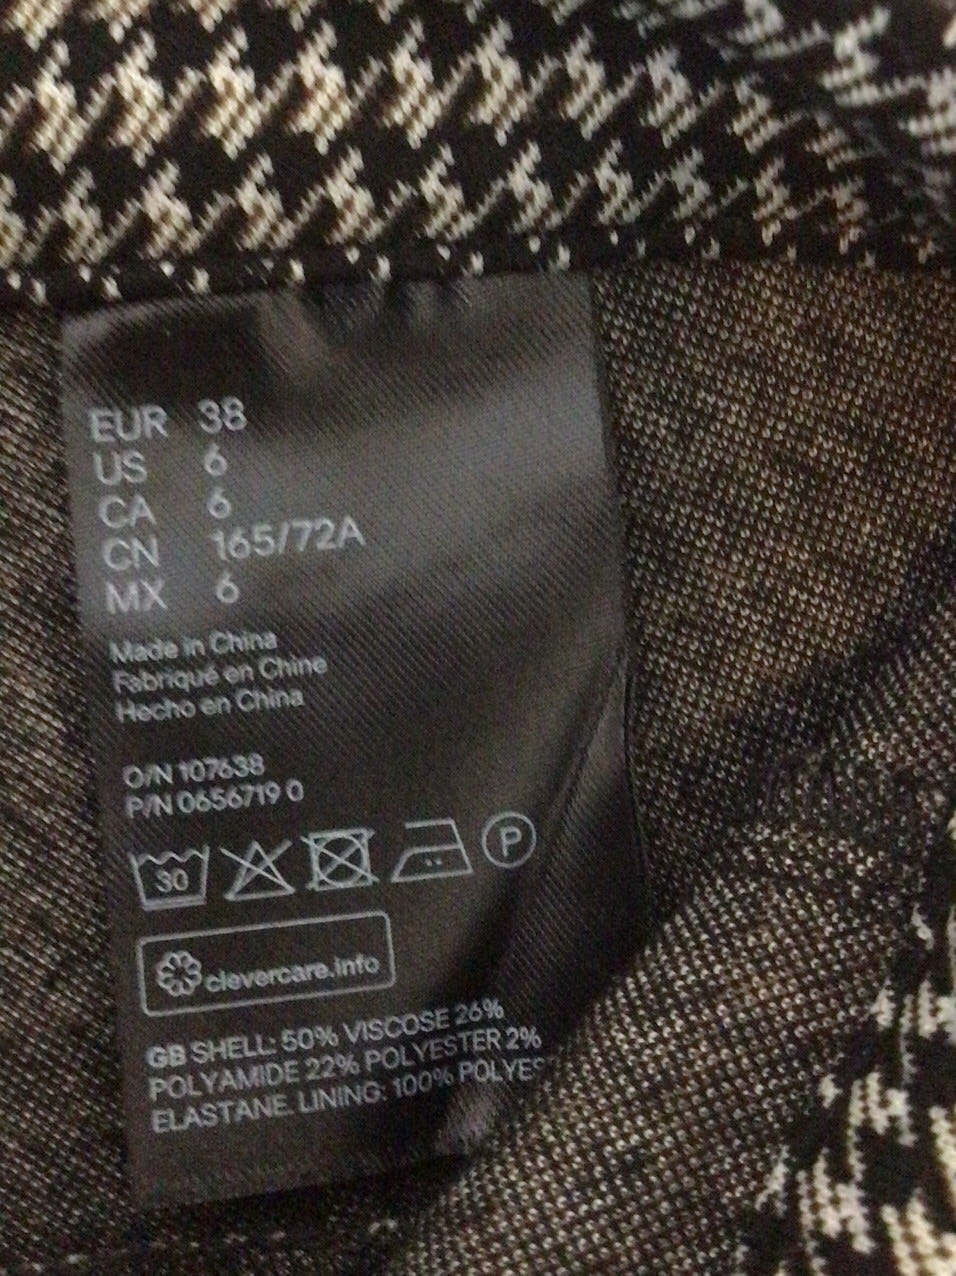 EUR 38
US 6
CA 6
CN 165/72A
MX 6
Made in China
Fabriqué en Chine
Hecho en China
O/N 107638
P/N 0656719 0
30 P
clevercare.info
GB SHELL: 50% VISCOSE 26%
POLYAMIDE 22% POLYESTER 2%
ELASTANE. LINING: 100% POLYES